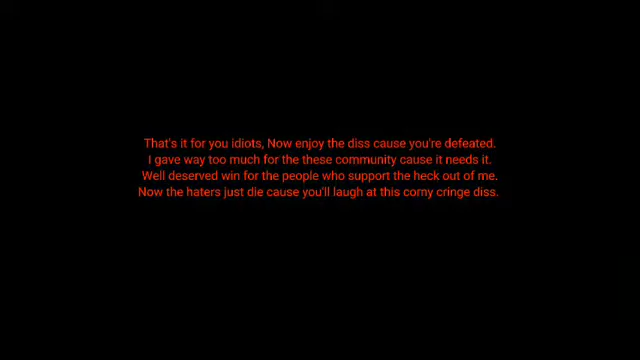 That's it for you idiots, Now enjoy the diss cause you're defeated.
I gave way too much for the these community cause it needs it.
Well deserved win for the people who support the heck out of me.
Now the haters just die cause you'll laugh at this corny cringe diss.